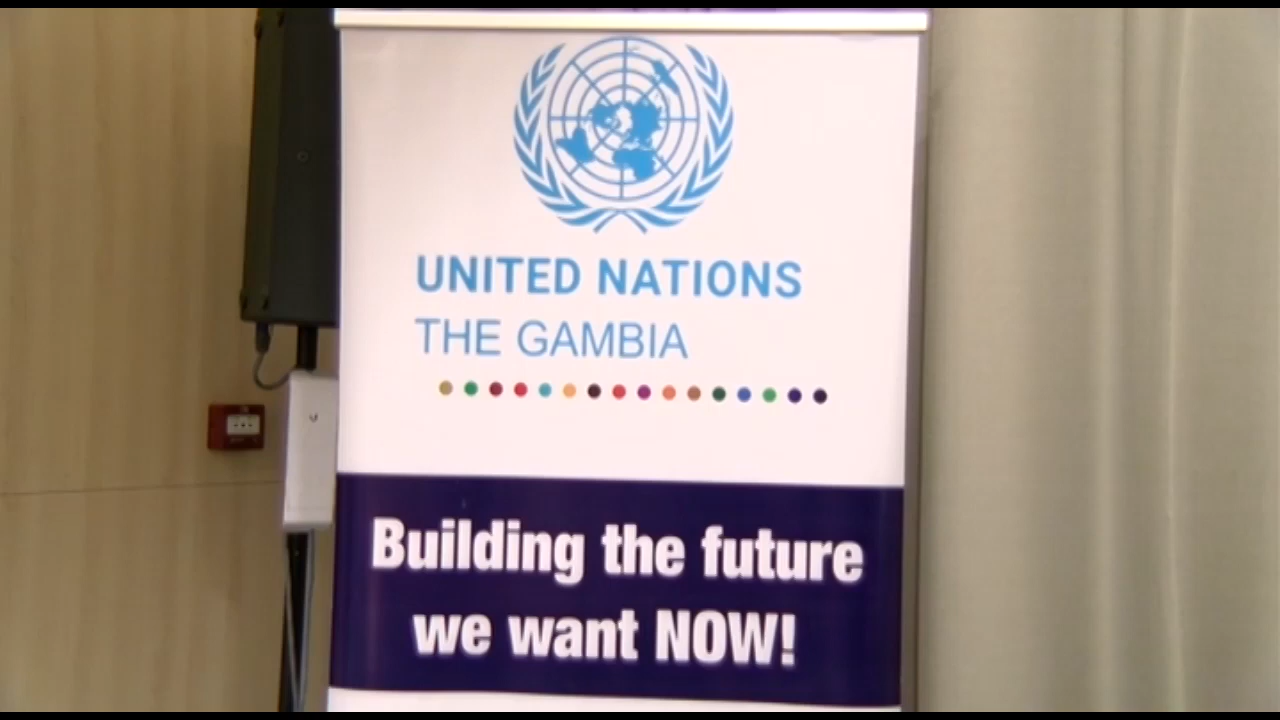 UNITED NATIONS
THE GAMBIA
Building the future
we want NOW!